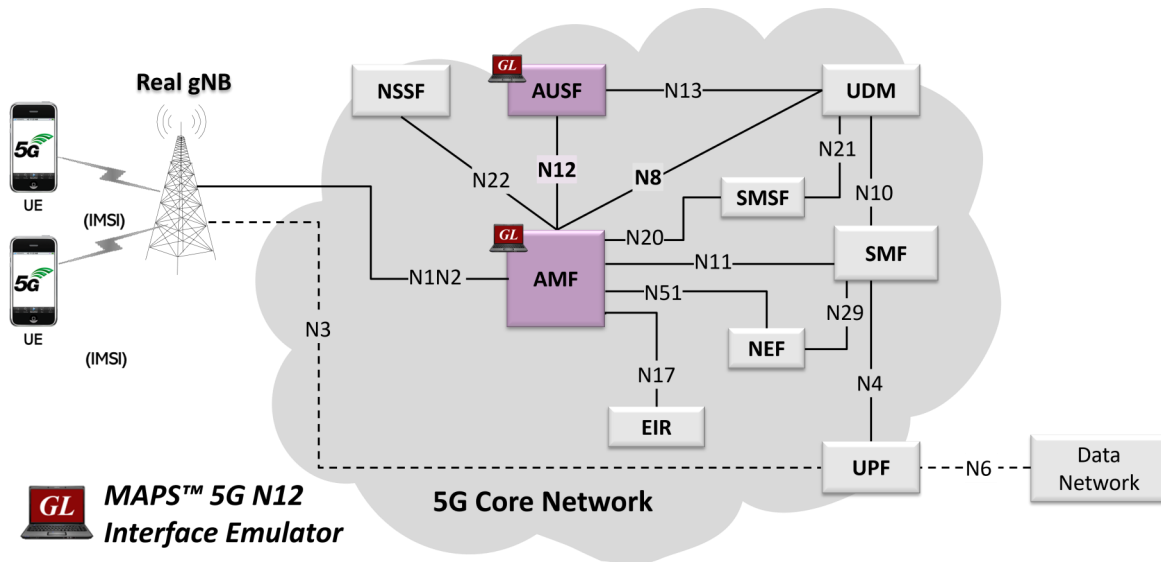 Real gNB
5G
UE
(IMSI)
5G
UE
(IMSI)
NSSF
GL
AUSF
N13
UDM
N22
N12
N8
N21
N10
SMSF
GL
AMF
N20
N11
SMF
N1N2
N51
N29
N3
NEF
N17
N4
EIR
UPF
N6
Data
Network
GL
MAPS™ 5G N12
Interface Emulator
5G Core Network